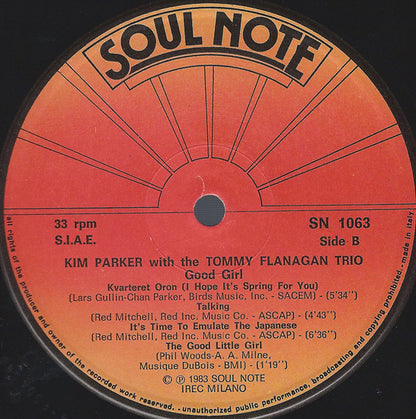 SOUL NOTE
33 rpm
S.I.A.E.
SN 1063
Side B
KIM PARKER with the TOMMY FLANAGAN TRIO
Good Girl
Kvarteret Oron (I Hope It's Spring For You)
(Lars Gullin-Chan Parker, Birds Music, Inc. - SACEM) - (5'34")
Talking
(Red Mitchell, Red Inc. Music Co. - ASCAP) - (4'43")
It's Time To Emulate The Japanese
(Red Mitchell, Red Inc. Music Co. - ASCAP) - (6'36")
The Good Little Girl
(Phil Woods-A. A. Milne,
Musique DuBois - BMI) - (1'19")
© ℗ 1983 SOUL NOTE
IREC MILANO
all rights of the producer and owner of the recorded work reserved. - unauthorized public performance, broadcasting and copying prohibited. - made in italy